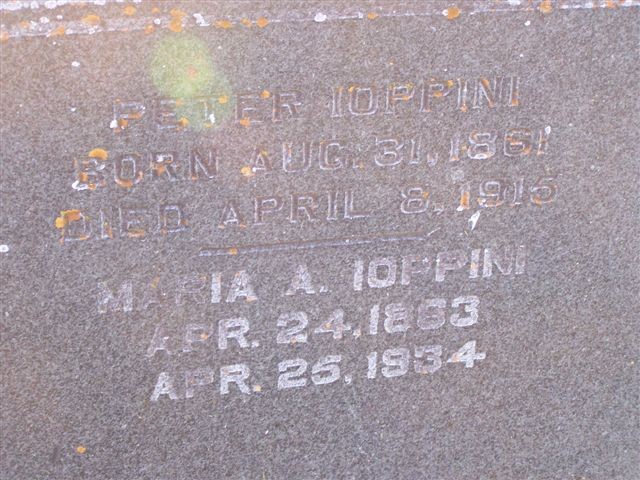 PETER IOPPINI
BORN AUG. 31, 1861
DIED APRIL 8, 1915
MARIA A. IOPPINI
APR. 24, 1863
APR. 25, 1934